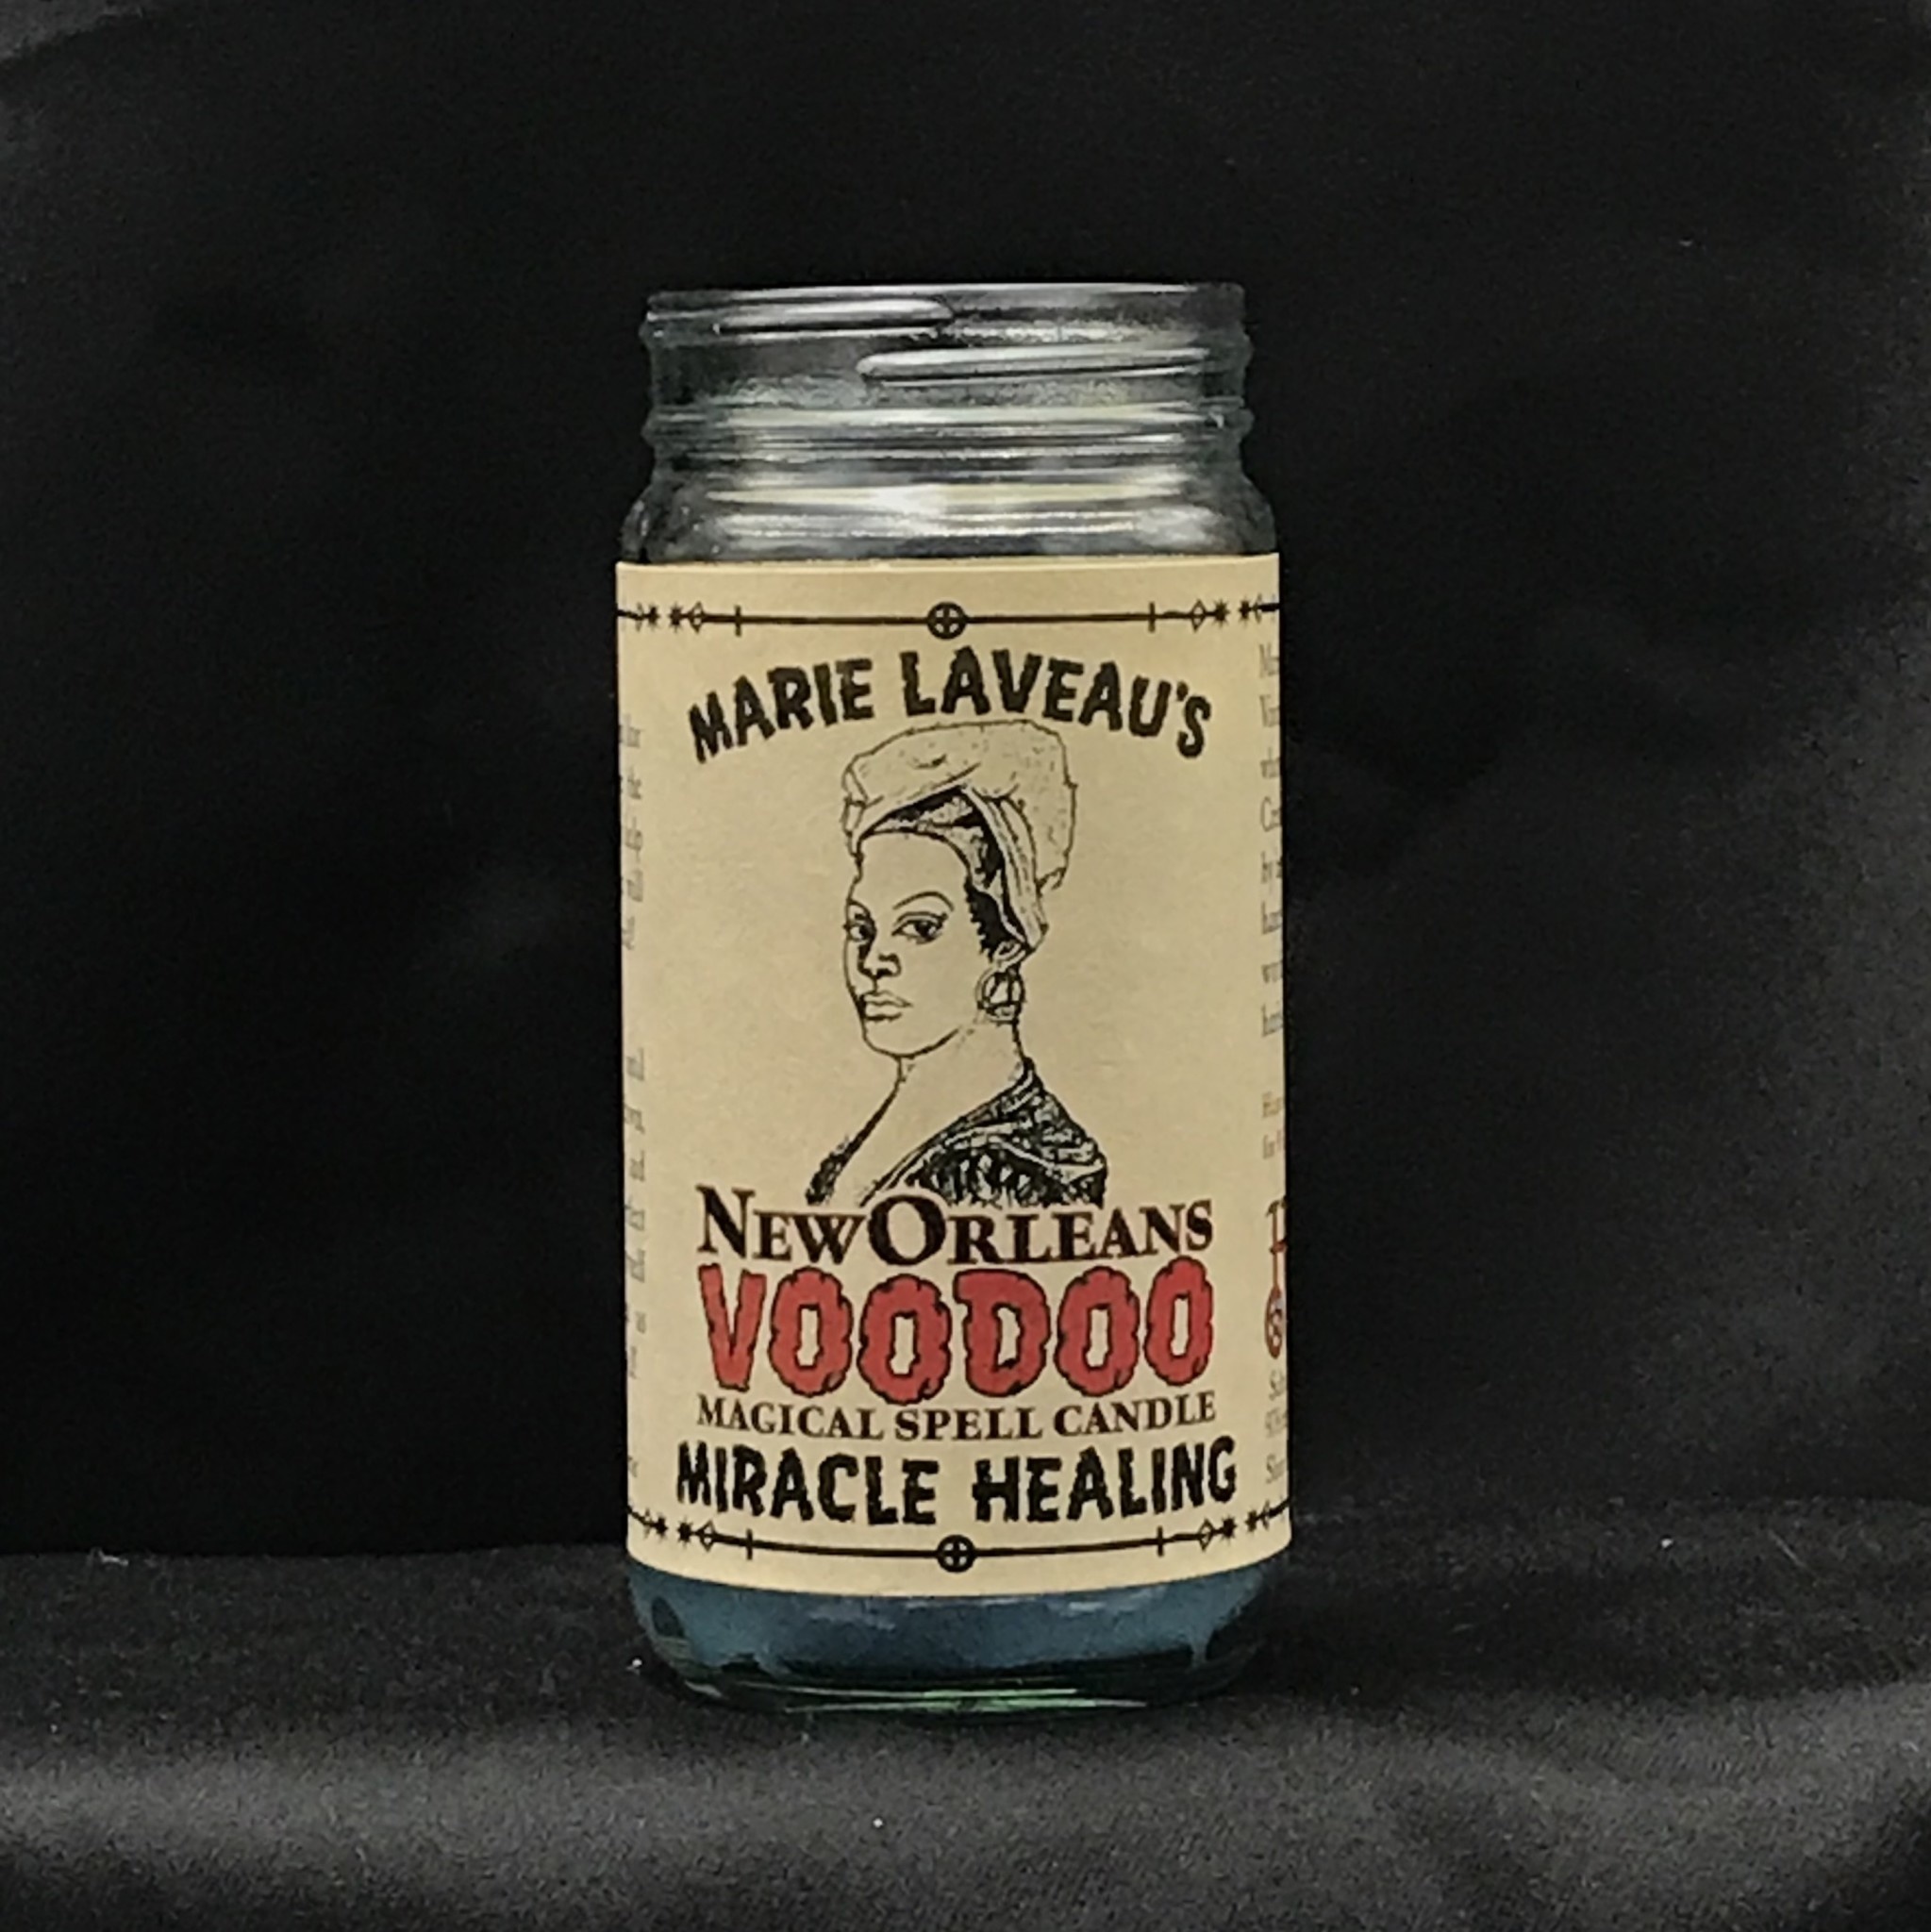 MARIE LAVEAU'S
NEW ORLEANS
VOODOO
MAGICAL SPELL CANDLE
MIRACLE HEALING